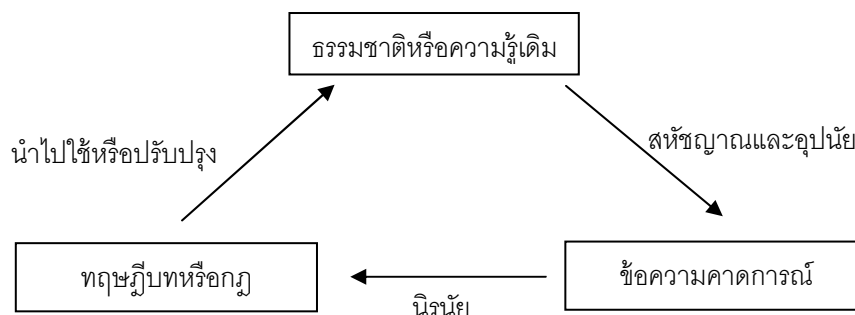 ธรรมชาติหรือความรู้เดิม
นำไปใช้หรือปรับปรุง
สหัชญาณและอุปนัย
ทฤษฎีบทหรือกฎ
ข้อความคาดการณ์
นิรนัย